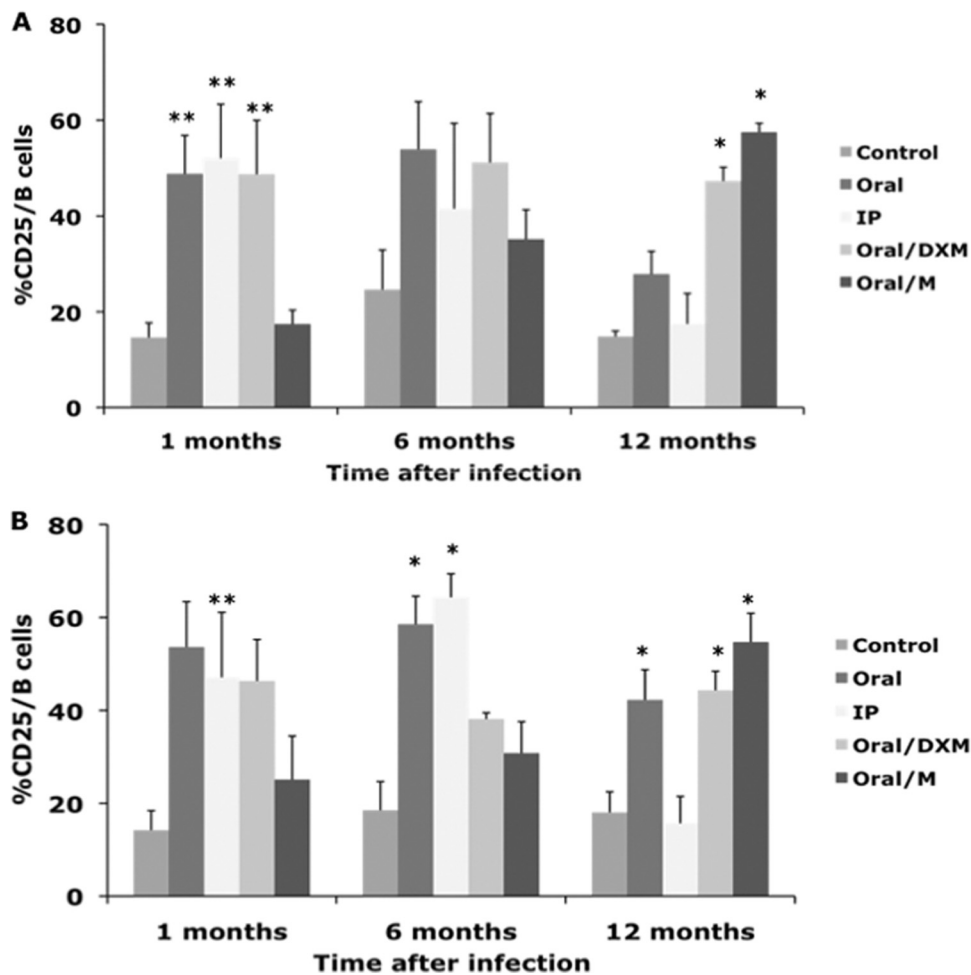 A
80
60
40
20
0
%CD25/B cells
** ** **
* *
1 months 6 months 12 months
Time after infection
Control
Oral
IP
Oral/DXM
Oral/M
B
80
60
40
20
0
%CD25/B cells
**
* *
* * *
1 months 6 months 12 months
Time after infection
Control
Oral
IP
Oral/DXM
Oral/M